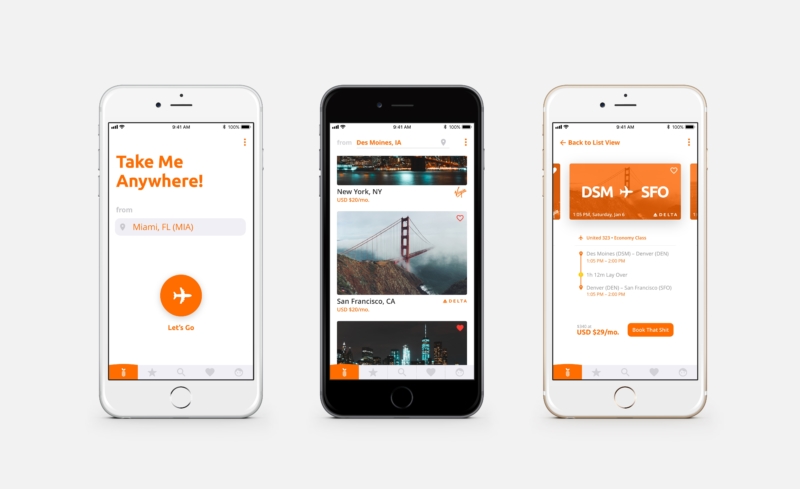 9:41 AM
100%
Take Me
Anywhere!
from
Miami, FL (MIA)
Let's Go
9:41 AM
100%
from Des Moines, IA
New York, NY
USD $20/mo.
Virgin
San Francisco, CA
DELTA
USD $20/mo.
9:41 AM
100%
Back to List View
DSM SFO
1:05 PM, Saturday, Jan 6
DELTA
United 523 • Economy Class
Des Moines (DSM) – Denver (DEN)
1:05 PM – 2:00 PM
1h 12m Lay Over
Denver (DEN) – San Francisco (SFO)
1:05 PM – 2:00 PM
USD $29/mo.
Book That Shit